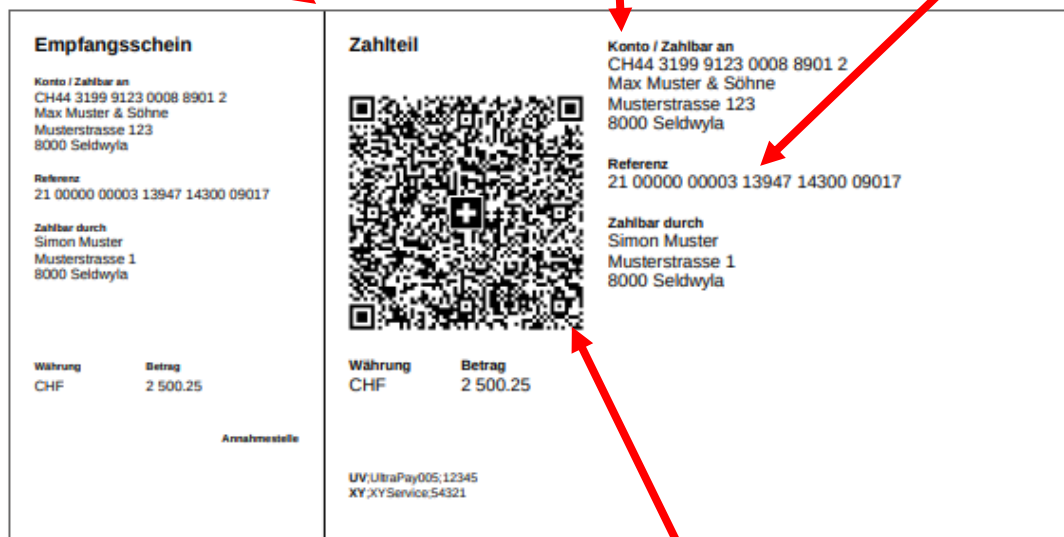 Empfangsschein
Konto / Zahlbar an
CH44 3199 9123 0008 8901 2
Max Muster & Söhne
Musterstrasse 123
8000 Seldwyla
Referenz
21 00000 00003 13947 14300 09017
Zahlbar durch
Simon Muster
Musterstrasse 1
8000 Seldwyla
Währung Betrag
CHF 2 500.25
Annahmestelle
Zahlteil
Währung Betrag
CHF 2 500.25
UV;UltraPay005;12345
XY;XYService;54321
Konto / Zahlbar an
CH44 3199 9123 0008 8901 2
Max Muster & Söhne
Musterstrasse 123
8000 Seldwyla
Referenz
21 00000 00003 13947 14300 09017
Zahlbar durch
Simon Muster
Musterstrasse 1
8000 Seldwyla